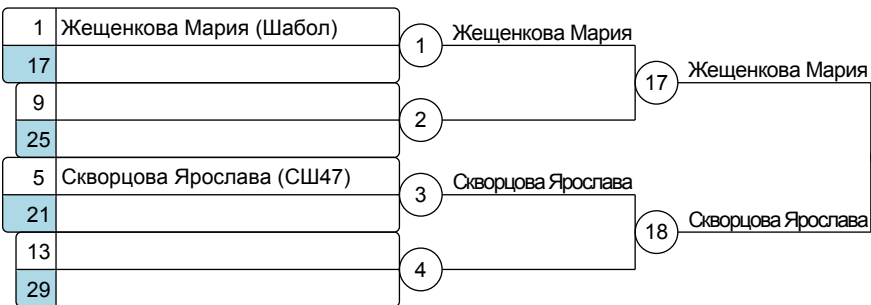 1 Жещенкова Мария (Шабол)
17
9
25
5 Скворцова Ярослава (СШ47)
21
13
29
1 Жещенкова Мария
2
3 Скворцова Ярослава
4
17 Жещенкова Мария
18 Скворцова Ярослава